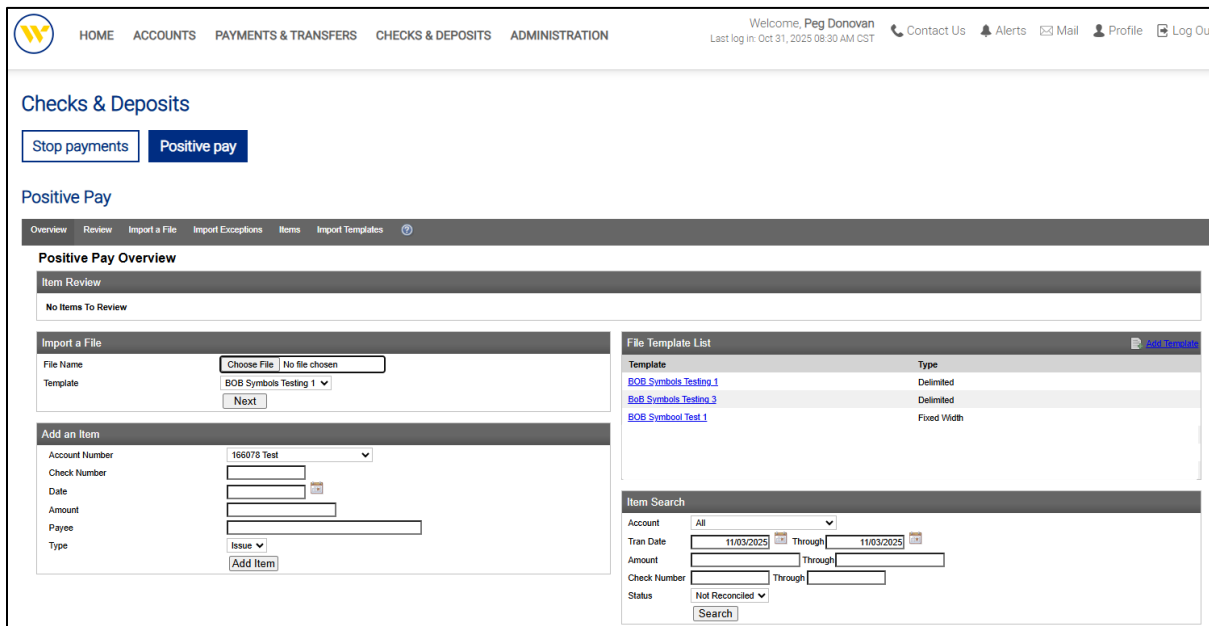 W
HOME ACCOUNTS PAYMENTS & TRANSFERS CHECKS & DEPOSITS ADMINISTRATION
Welcome, Peg Donovan
Last log in: Oct 31, 2025 08:30 AM CST
Contact Us Alerts Mail Profile Log Ou
Checks & Deposits
Stop payments Positive pay
Positive Pay
Overview Review Import a File Import Exceptions Items Import Templates ?
Positive Pay Overview
Item Review
No Items To Review
Import a File
File Name Choose File No file chosen
Template BOB Symbols Testing 1
Next
Add an Item
Account Number 166078 Test
Check Number
Date
Amount
Payee
Type Issue
Add Item
File Template List Add Template
Template Type
BOB Symbols Testing 1 Delimited
BoB Symbols Testing 3 Delimited
BOB Symbool Test 1 Fixed Width
Item Search
Account All
Tran Date 11/03/2025 Through 11/03/2025
Amount Through
Check Number Through
Status Not Reconciled
Search